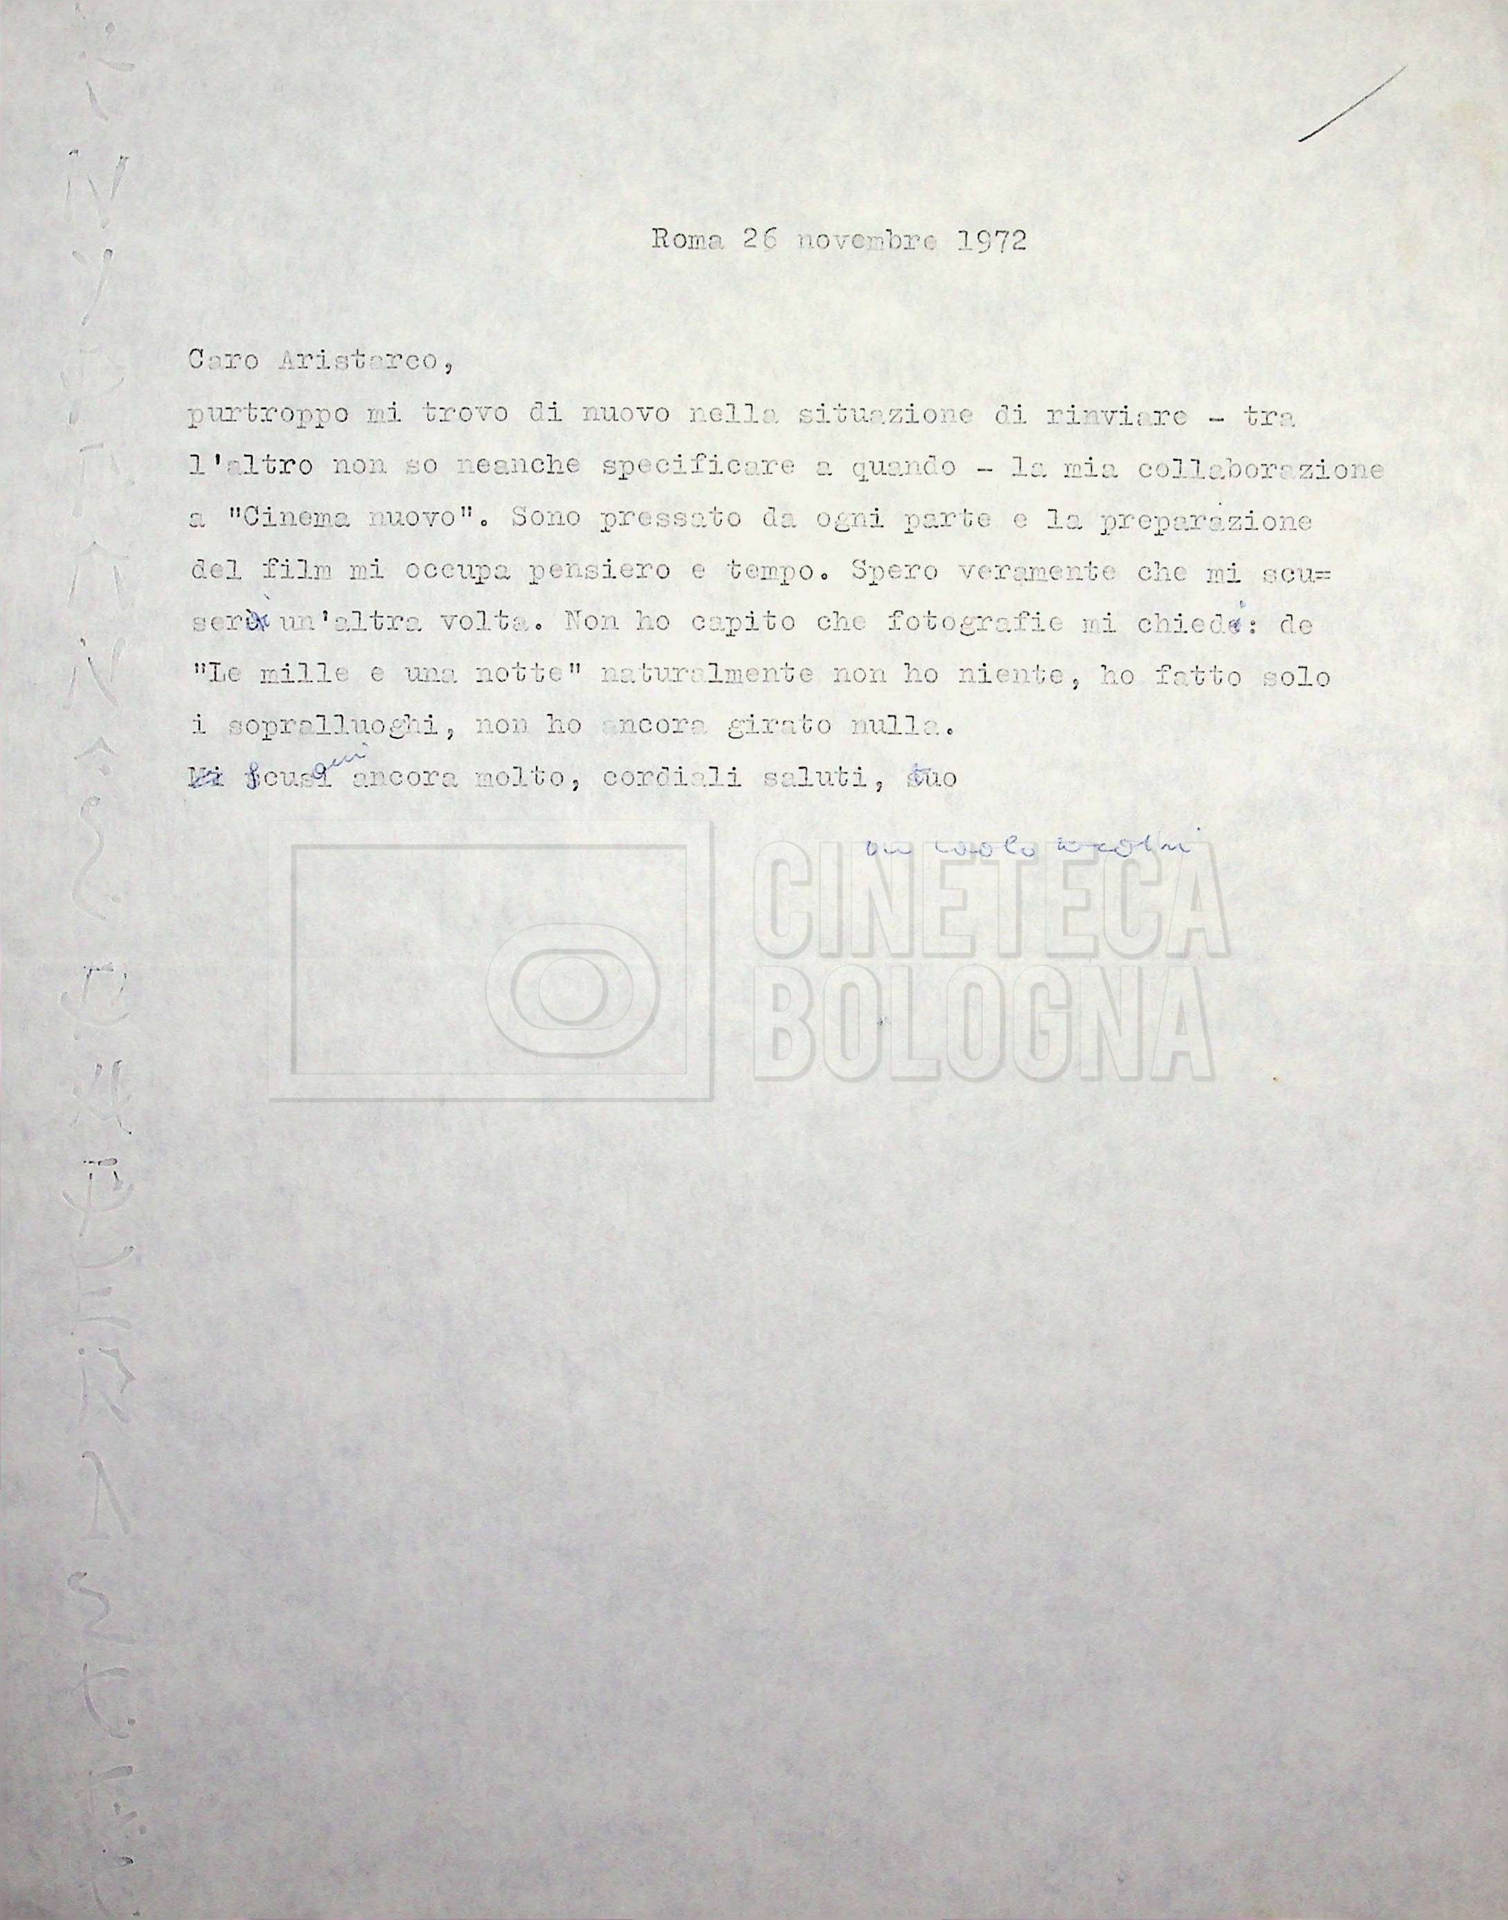 Roma 26 novembre 1972
Caro Aristarco,
purtroppo mi trovo di nuovo nella situazione di rinviare - tra
l'altro non so neanche specificare a quando - la mia collaborazione
a "Cinema nuovo". Sono pressato da ogni parte e la preparazione
del film mi occupa pensiero e tempo. Spero veramente che mi scu=
serai un'altra volta. Non ho capito che fotografie mi chiedi: de
"Le mille e una notte" naturalmente non ho niente, ho fatto solo
i sopralluoghi, non ho ancora girato nulla.
Scusami ancora molto, cordiali saluti, tuo
Pier Paolo Pasolini
CINETECA
BOLOGNA